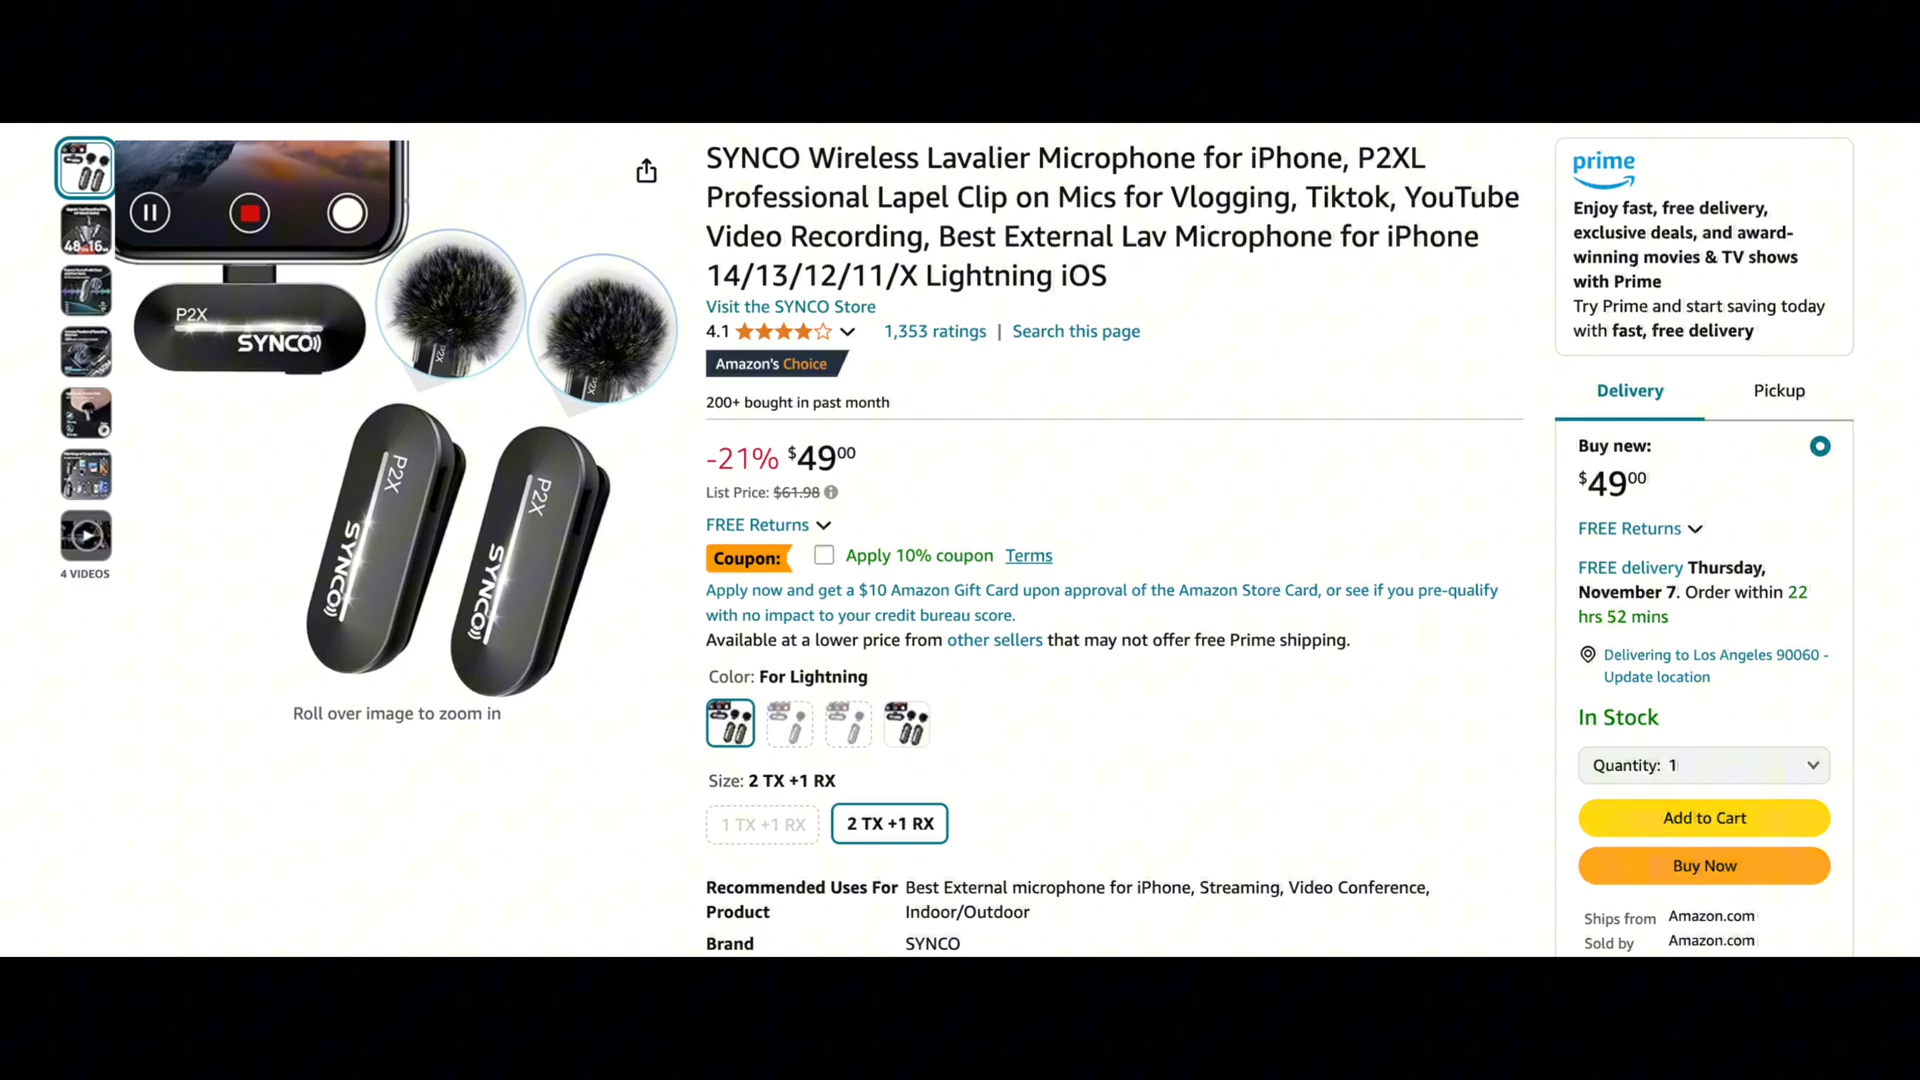 SYNCO Wireless Lavalier Microphone for iPhone, P2XL
Professional Lapel Clip on Mics for Vlogging, Tiktok, YouTube
Video Recording, Best External Lav Microphone for iPhone
14/13/12/11/X Lightning iOS
Visit the SYNCO Store
4.1
1,353 ratings | Search this page
Amazon's Choice
200+ bought in past month
-21% $4900
List Price: $61.98
FREE Returns
Coupon: Apply 10% coupon Terms
Apply now and get a $10 Amazon Gift Card upon approval of the Amazon Store Card, or see if you pre-qualify
with no impact to your credit bureau score.
Available at a lower price from other sellers that may not offer free Prime shipping.
Color: For Lightning
Size: 2 TX +1 RX
1 TX +1 RX
2 TX +1 RX
Recommended Uses For Product
Best External microphone for iPhone, Streaming, Video Conference,
Indoor/Outdoor
Brand SYNCO
P2X
SYNCO
P2X
P2X
P2X
SYNCO
P2X
SYNCO
48
16
4 VIDEOS
Roll over image to zoom in
prime
Enjoy fast, free delivery,
exclusive deals, and award-
winning movies & TV shows
with Prime
Try Prime and start saving today
with fast, free delivery
Delivery
Pickup
Buy new:
$4900
FREE Returns
FREE delivery Thursday,
November 7. Order within 22
hrs 52 mins
Delivering to Los Angeles 90060 -
Update location
In Stock
Quantity: 1
Add to Cart
Buy Now
Ships from Amazon.com
Sold by Amazon.com